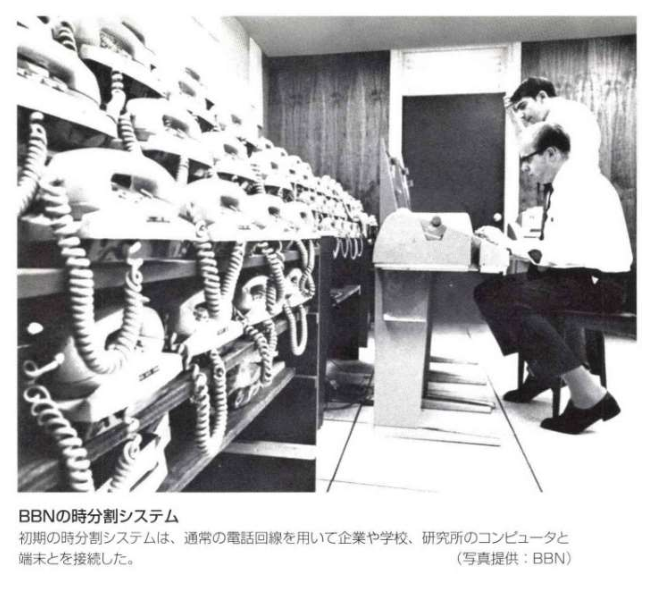 BBNの時分割システム
初期の時分割システムは、通常の電話回線を用いて企業や学校、研究所のコンピュータと
端末とを接続した。 (写真提供：BBN)